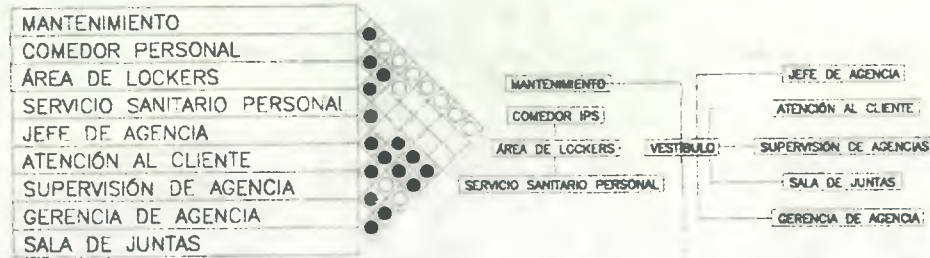 MANTENIMIENTO
COMEDOR PERSONAL
ÁREA DE LOCKERS
SERVICIO SANITARIO PERSONAL
JEFE DE AGENCIA
ATENCIÓN AL CLIENTE
SUPERVISIÓN DE AGENCIA
GERENCIA DE AGENCIA
SALA DE JUNTAS
MANTENIMIENTO
COMEDOR IPS
ÁREA DE LOCKERS
SERVICIO SANITARIO PERSONAL
VESTÍBULO
JEFE DE AGENCIA
ATENCIÓN AL CLIENTE
SUPERVISIÓN DE AGENCIAS
SALA DE JUNTAS
GERENCIA DE AGENCIA